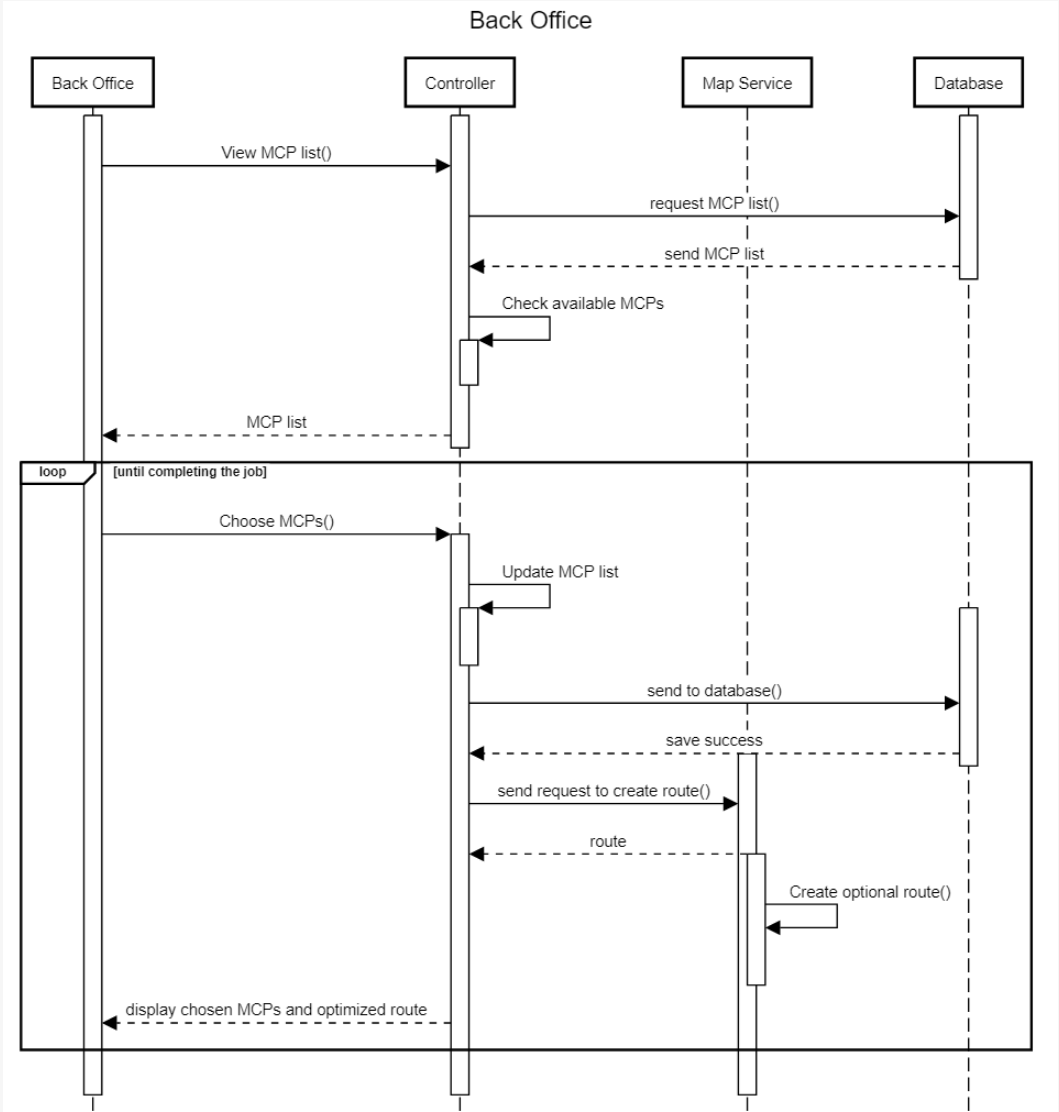 Back Office
Back Office
Controller
Map Service
Database
View MCP list()
request MCP list()
send MCP list
Check available MCPs
MCP list
loop
[until completing the job]
Choose MCPs()
Update MCP list
send to database()
save success
send request to create route()
route
Create optional route()
display chosen MCPs and optimized route